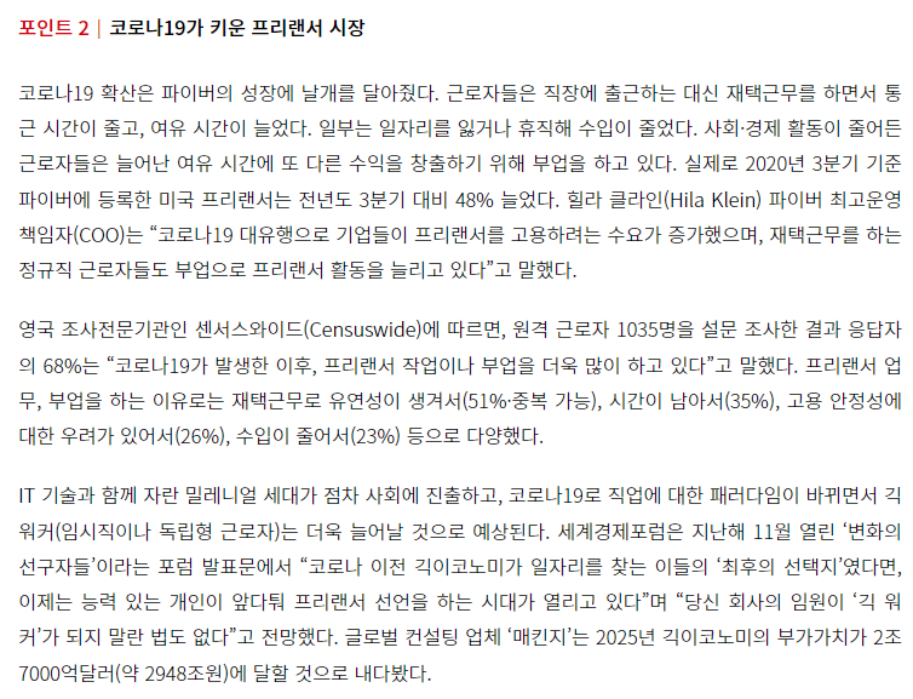 포인트 2 | 코로나19가 키운 프리랜서 시장
코로나19 확산은 파이버의 성장에 날개를 달아줬다. 근로자들은 직장에 출근하는 대신 재택근무를 하면서 통
근 시간이 줄고, 여유 시간이 늘었다. 일부는 일자리를 잃거나 휴직해 수입이 줄었다. 사회·경제 활동이 줄어든
근로자들은 늘어난 여유 시간에 또 다른 수익을 창출하기 위해 부업을 하고 있다. 실제로 2020년 3분기 기준
파이버에 등록한 미국 프리랜서는 전년도 3분기 대비 48% 늘었다. 힐라 클라인(Hila Klein) 파이버 최고운영
책임자(COO)는 “코로나19 대유행으로 기업들이 프리랜서를 고용하려는 수요가 증가했으며, 재택근무를 하는
정규직 근로자들도 부업으로 프리랜서 활동을 늘리고 있다”고 말했다.
영국 조사전문기관인 센서스와이드(Censuswide)에 따르면, 원격 근로자 1035명을 설문 조사한 결과 응답자
의 68%는 “코로나19가 발생한 이후, 프리랜서 작업이나 부업을 더욱 많이 하고 있다”고 말했다. 프리랜서 업
무, 부업을 하는 이유로는 재택근무로 유연성이 생겨서(51%·중복 가능), 시간이 남아서(35%), 고용 안정성에
대한 우려가 있어서(26%), 수입이 줄어서(23%) 등으로 다양했다.
IT 기술과 함께 자란 밀레니얼 세대가 점차 사회에 진출하고, 코로나19로 직업에 대한 패러다임이 바뀌면서 긱
워커(임시직이나 독립형 근로자)는 더욱 늘어날 것으로 예상된다. 세계경제포럼은 지난해 11월 열린 ‘변화의
선구자들’이라는 포럼 발표문에서 “코로나 이전 긱이코노미가 일자리를 찾는 이들의 ‘최후의 선택지’였다면,
이제는 능력 있는 개인이 앞다퉈 프리랜서 선언을 하는 시대가 열리고 있다”며 “당신 회사의 임원이 ‘긱 워
커’가 되지 말란 법도 없다”고 전망했다. 글로벌 컨설팅 업체 ‘매킨지’는 2025년 긱이코노미의 부가가치가 2조
7000억달러(약 2948조원)에 달할 것으로 내다봤다.